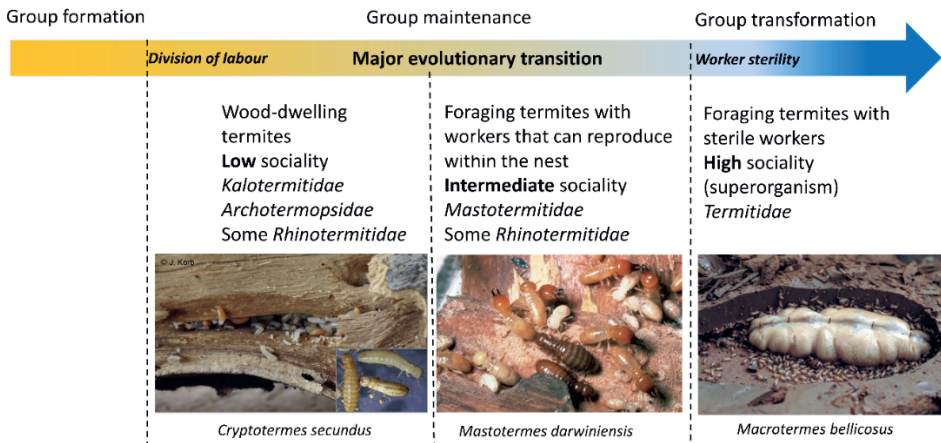 Group formation
Group maintenance
Group transformation
Division of labour
Major evolutionary transition
Worker sterility
Wood-dwelling
termites
Low sociality
Kalotermitidae
Archotermopsidae
Some Rhinotermitidae
Foraging termites with
workers that can reproduce
within the nest
Intermediate sociality
Mastotermitidae
Some Rhinotermitidae
Foraging termites with
sterile workers
High sociality
(superorganism)
Termitidae
© J. Korb
Cryptotermes secundus
Mastotermes darwiniensis
Macrotermes bellicosus